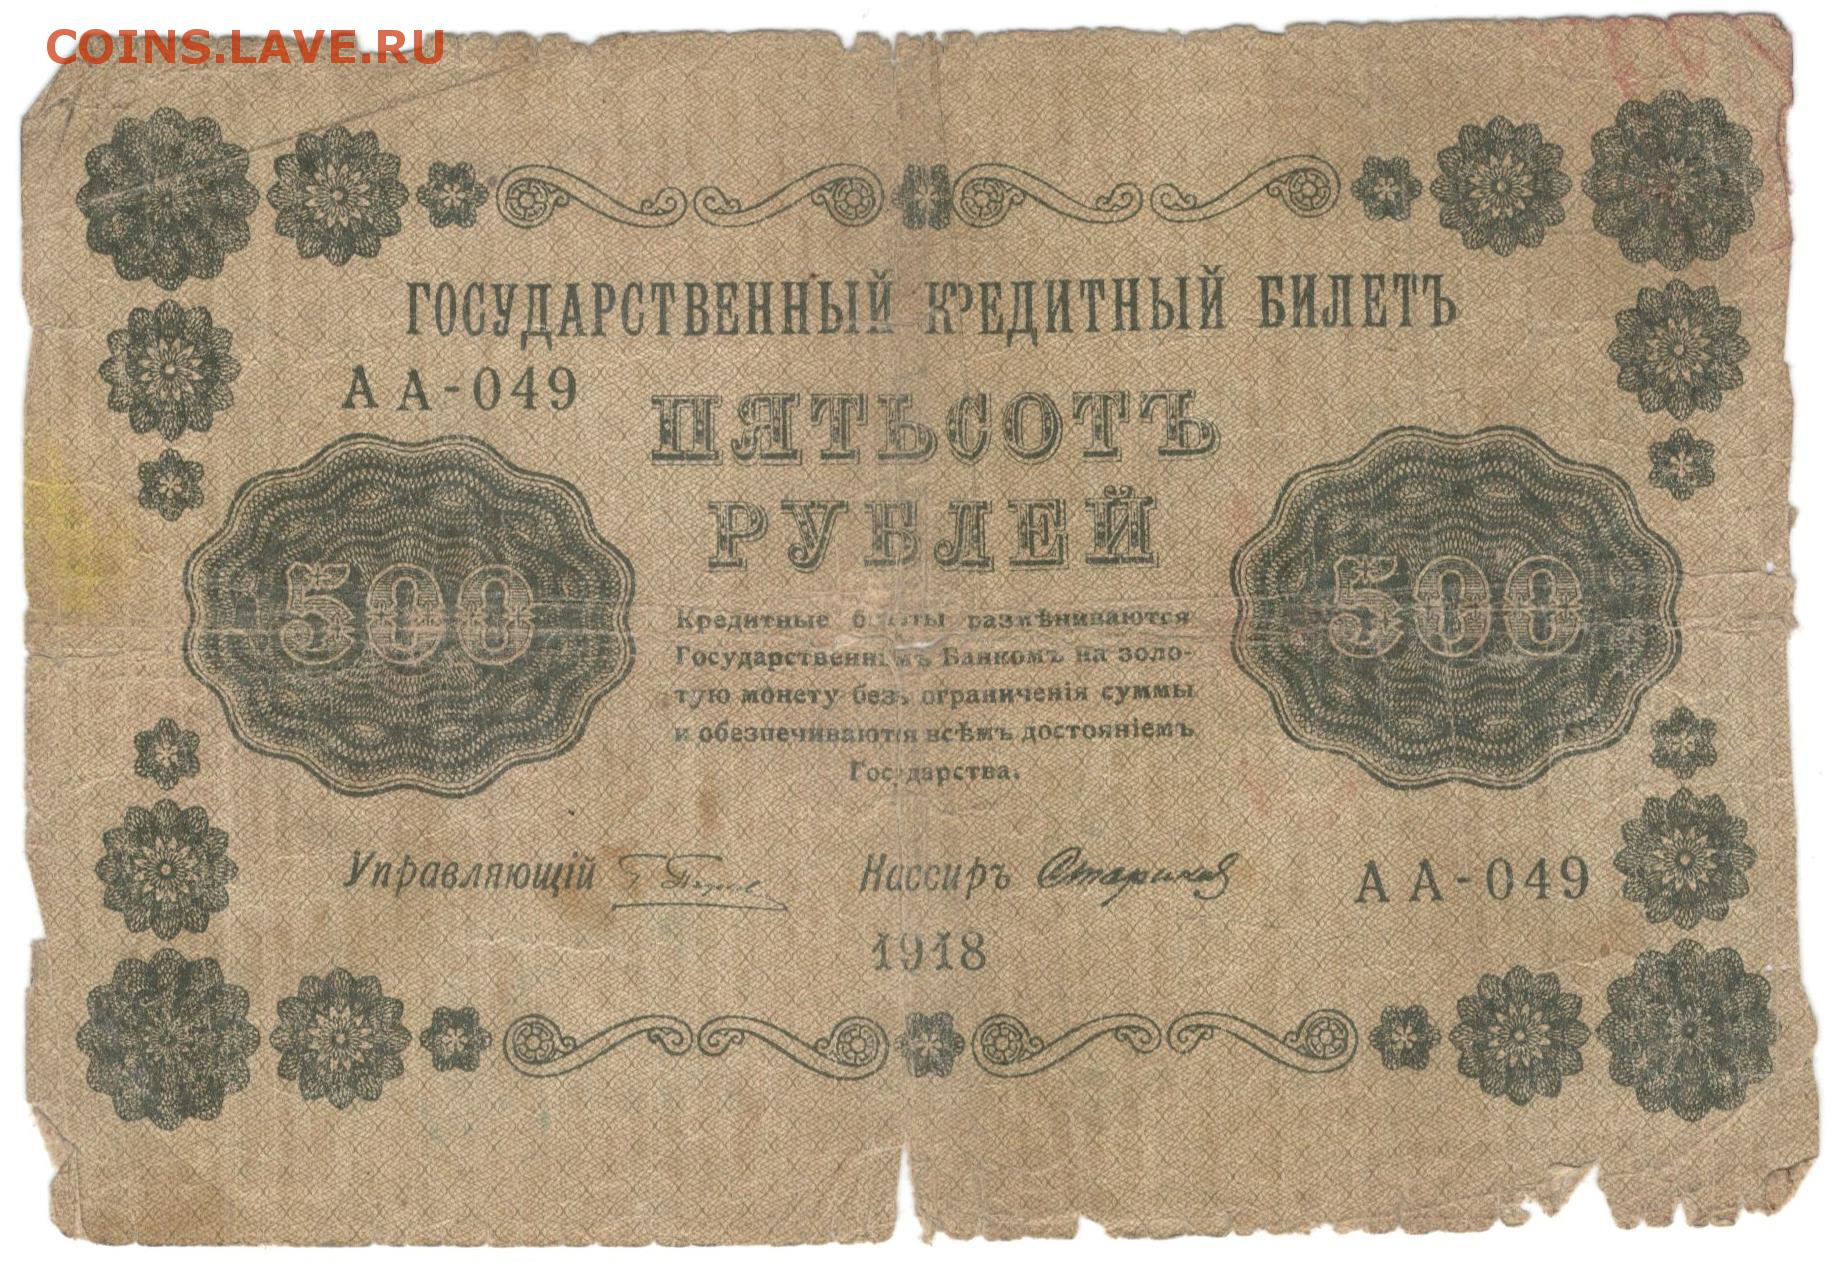 COINS.LAVE.RU
ГОСУДАРСТВЕННЫЙ КРЕДИТНЫЙ БИЛЕТЪ
АА-049
ПЯТЬСОТЪ
РУБЛЕЙ
500
500
Кредитные билеты размѣниваются
Государственнымъ Банкомъ на золо-
тую монету безъ ограниченія суммы
и обезпечиваются всѣмъ достояніемъ
Государства.
Управляющій
Кассиръ Стариков
АА-049
1918